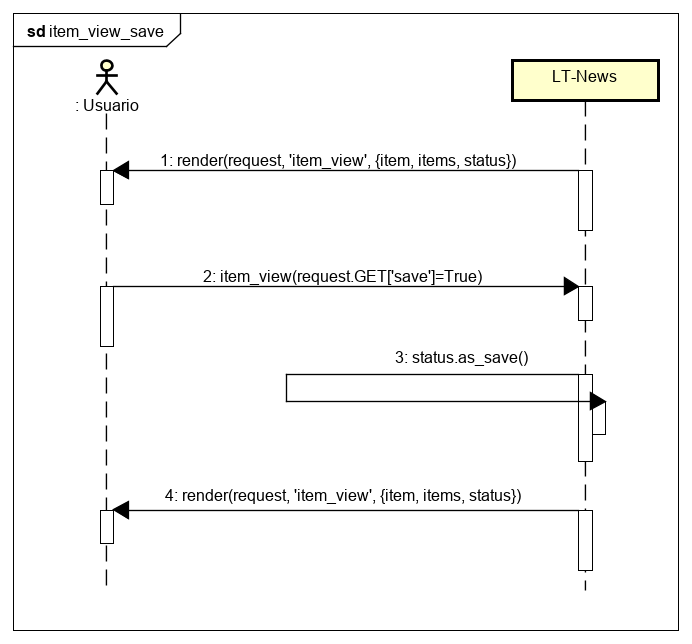 sd item_view_save
: Usuario
LT-News
1: render(request, 'item_view', {item, items, status})
2: item_view(request.GET['save']=True)
3: status.as_save()
4: render(request, 'item_view', {item, items, status})